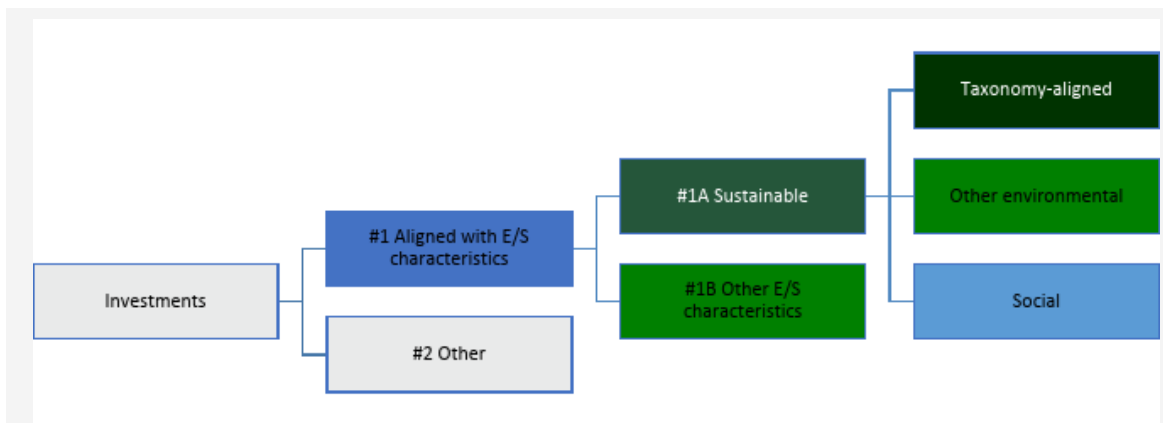 Taxonomy-aligned
#1A Sustainable
Other environmental
#1 Aligned with E/S
characteristics
Investments
#1B Other E/S
characteristics
Social
#2 Other